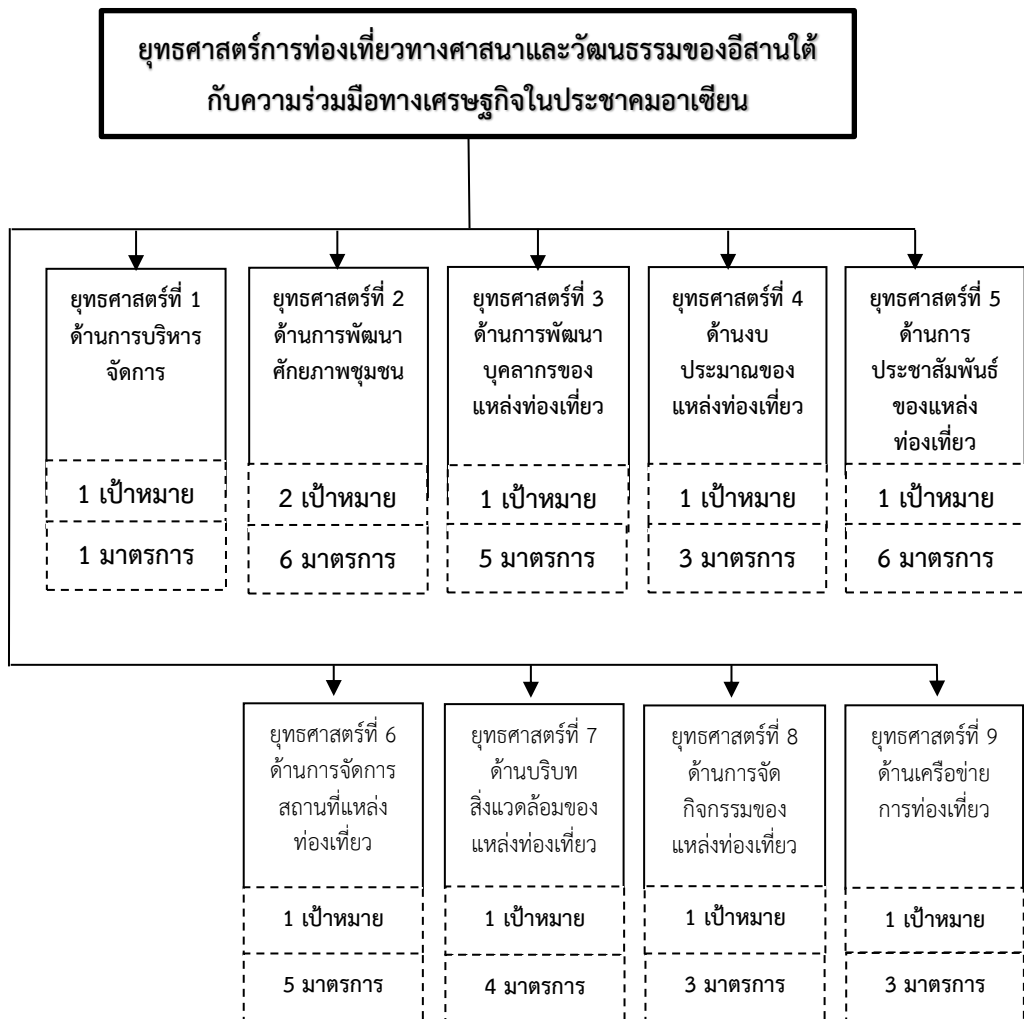 ยุทธศาสตร์การท่องเที่ยวทางศาสนาและวัฒนธรรมของอีสานใต้
กับความร่วมมือทางเศรษฐกิจในประชาคมอาเซียน
ยุทธศาสตร์ที่ 1
ด้านการบริหาร
จัดการ
1 เป้าหมาย
1 มาตรการ
ยุทธศาสตร์ที่ 2
ด้านการพัฒนา
ศักยภาพชุมชน
2 เป้าหมาย
6 มาตรการ
ยุทธศาสตร์ที่ 3
ด้านการพัฒนา
บุคลากรของ
แหล่งท่องเที่ยว
1 เป้าหมาย
5 มาตรการ
ยุทธศาสตร์ที่ 4
ด้านงบ
ประมาณของ
แหล่งท่องเที่ยว
1 เป้าหมาย
3 มาตรการ
ยุทธศาสตร์ที่ 5
ด้านการ
ประชาสัมพันธ์
ของแหล่ง
ท่องเที่ยว
1 เป้าหมาย
6 มาตรการ
ยุทธศาสตร์ที่ 6
ด้านการจัดการ
สถานที่แหล่ง
ท่องเที่ยว
1 เป้าหมาย
5 มาตรการ
ยุทธศาสตร์ที่ 7
ด้านบริบท
สิ่งแวดล้อมของ
แหล่งท่องเที่ยว
1 เป้าหมาย
4 มาตรการ
ยุทธศาสตร์ที่ 8
ด้านการจัด
กิจกรรมของ
แหล่งท่องเที่ยว
1 เป้าหมาย
3 มาตรการ
ยุทธศาสตร์ที่ 9
ด้านเครือข่าย
การท่องเที่ยว
1 เป้าหมาย
3 มาตรการ